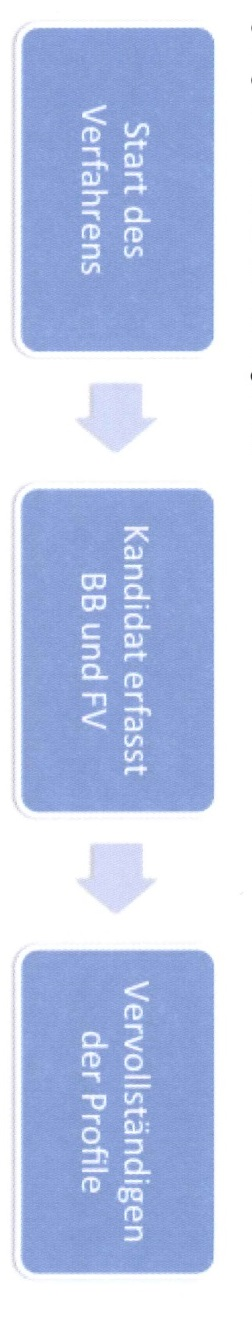 Start des
Verfahrens
Kandidat erfasst
BB und FV
Vervollständigen
der Profile